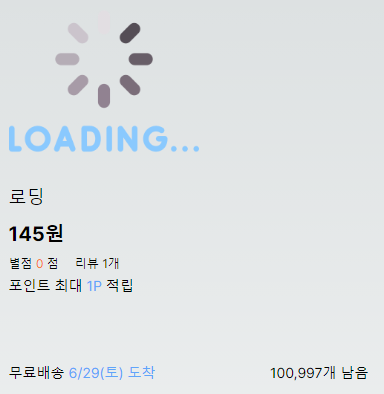 LOADING...
로딩
145원
별점 0 점 리뷰 1개
포인트 최대 1P 적립
무료배송 6/29(토) 도착 100,997개 남음